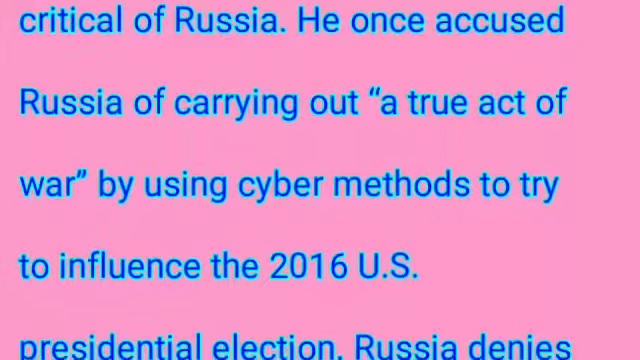 critical of Russia. He once accused
Russia of carrying out “a true act of
war” by using cyber methods to try
to influence the 2016 U.S.
presidential election. Russia denies